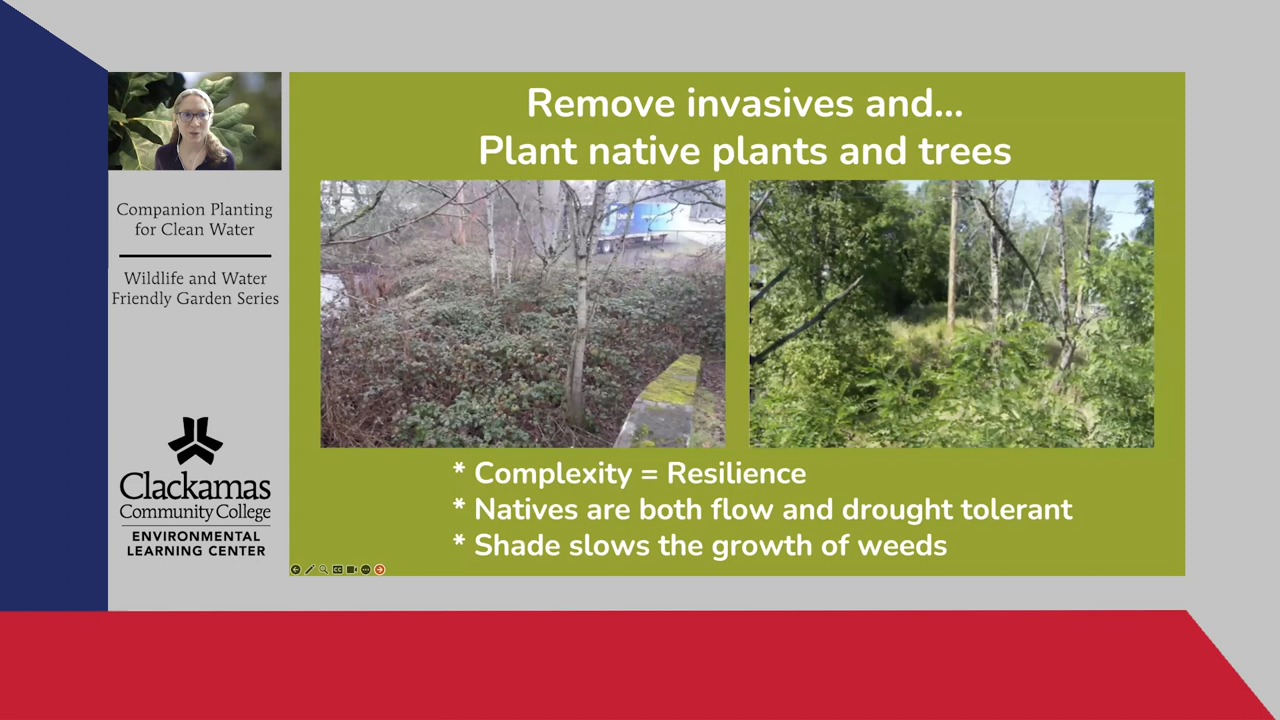 Remove invasives and...
Plant native plants and trees
Companion Planting
for Clean Water
Wildlife and Water
Friendly Garden Series
Clackamas
Community College
ENVIRONMENTAL
LEARNING CENTER
* Complexity = Resilience
* Natives are both flow and drought tolerant
* Shade slows the growth of weeds